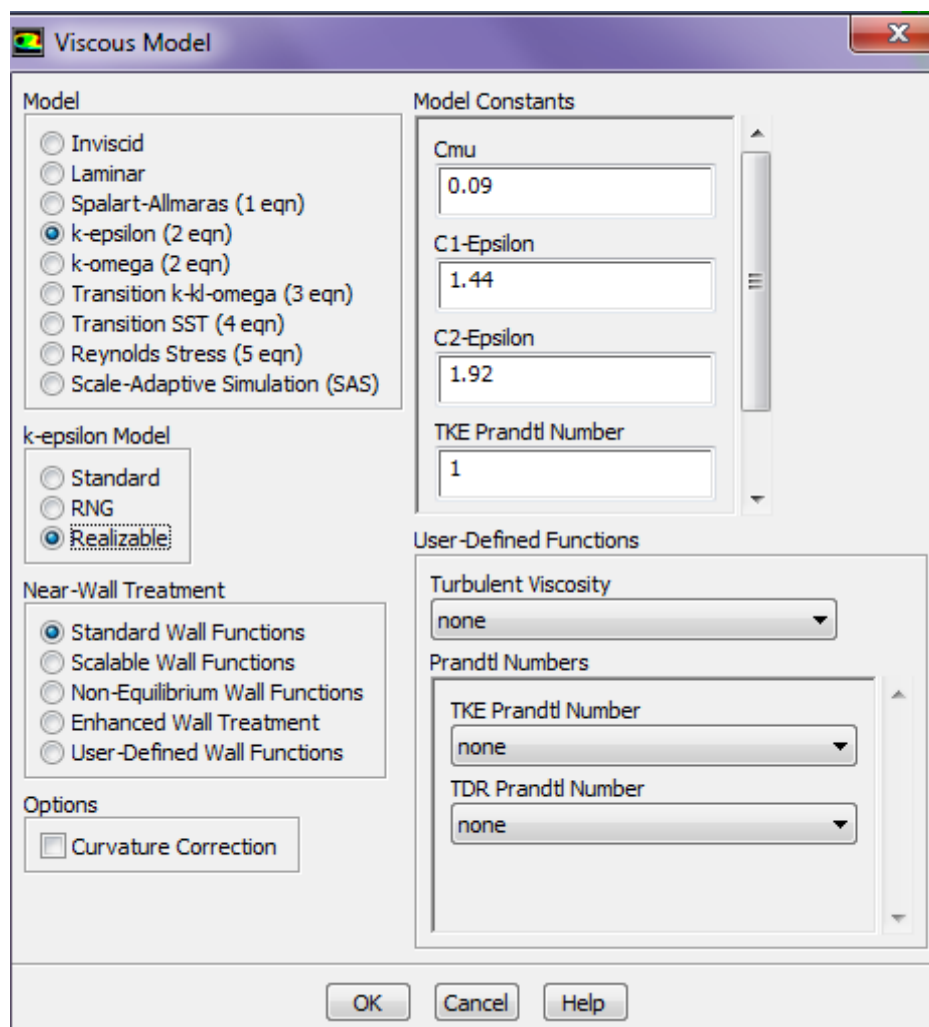 Viscous Model
X
Model
Inviscid
Laminar
Spalart-Allmaras (1 eqn)
k-epsilon (2 eqn)
k-omega (2 eqn)
Transition k-kl-omega (3 eqn)
Transition SST (4 eqn)
Reynolds Stress (5 eqn)
Scale-Adaptive Simulation (SAS)
k-epsilon Model
Standard
RNG
Realizable
Near-Wall Treatment
Standard Wall Functions
Scalable Wall Functions
Non-Equilibrium Wall Functions
Enhanced Wall Treatment
User-Defined Wall Functions
Options
Curvature Correction
Model Constants
Cmu
0.09
C1-Epsilon
1.44
C2-Epsilon
1.92
TKE Prandtl Number
1
User-Defined Functions
Turbulent Viscosity
none
Prandtl Numbers
TKE Prandtl Number
none
TDR Prandtl Number
none
OK
Cancel
Help